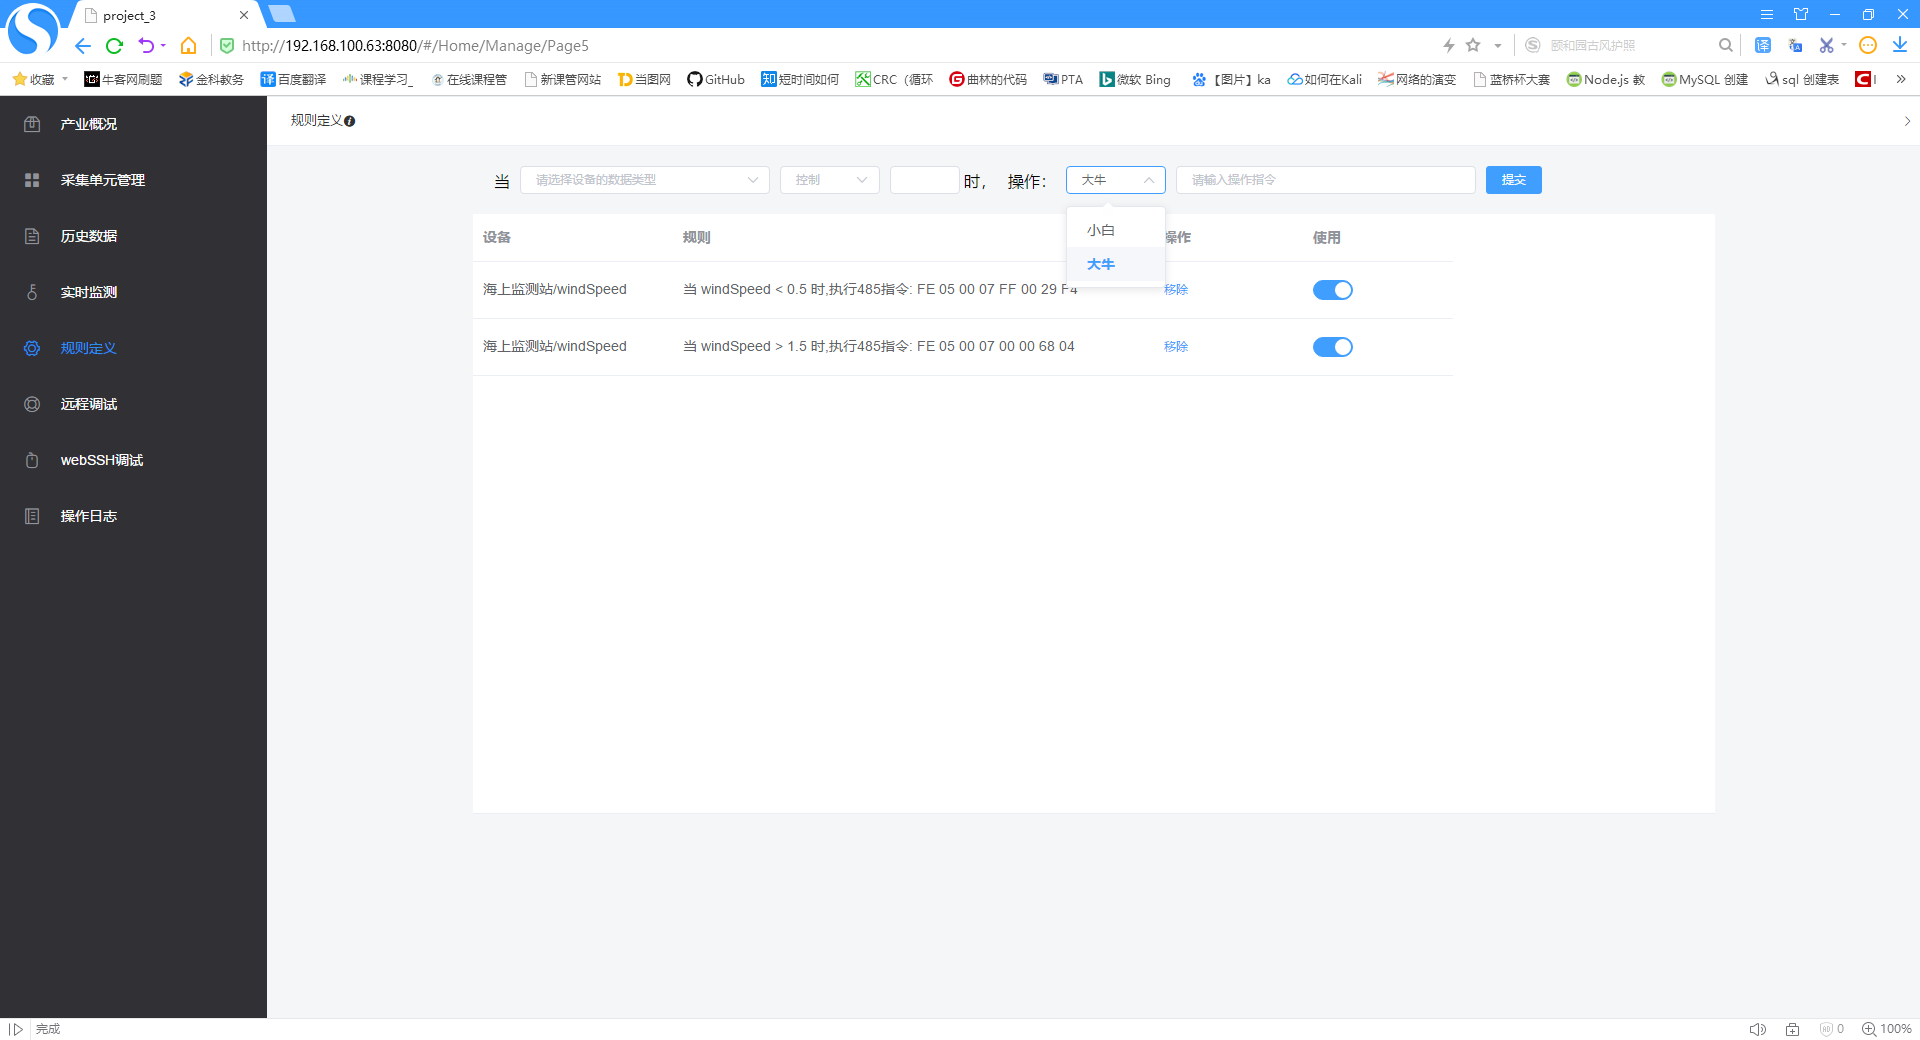 project_3
http://192.168.100.63:8080/#/Home/Manage/Page5
颐和园古风护照
收藏 牛客网刷题 金科教务 百度翻译 课程学习_ 在线课程管 新课管网站 当图网 GitHub 短时间如何 CRC（循环 曲林的代码 PTA 微软 Bing 【图片】ka 如何在Kali 网络的演变 蓝桥杯大赛 Node.js 教 MySQL 创建 sql 创建表
产业概况
采集单元管理
历史数据
实时监测
规则定义
远程调试
webSSH调试
操作日志
规则定义
当 请选择设备的数据类型 控制 时， 操作： 大牛 请输入操作指令 提交
小白
大牛
设备 规则 操作 使用
海上监测站/windSpeed 当 windSpeed < 0.5 时,执行485指令: FE 05 00 07 FF 00 29 F4 移除
海上监测站/windSpeed 当 windSpeed > 1.5 时,执行485指令: FE 05 00 07 00 00 68 04 移除
完成
0
100%